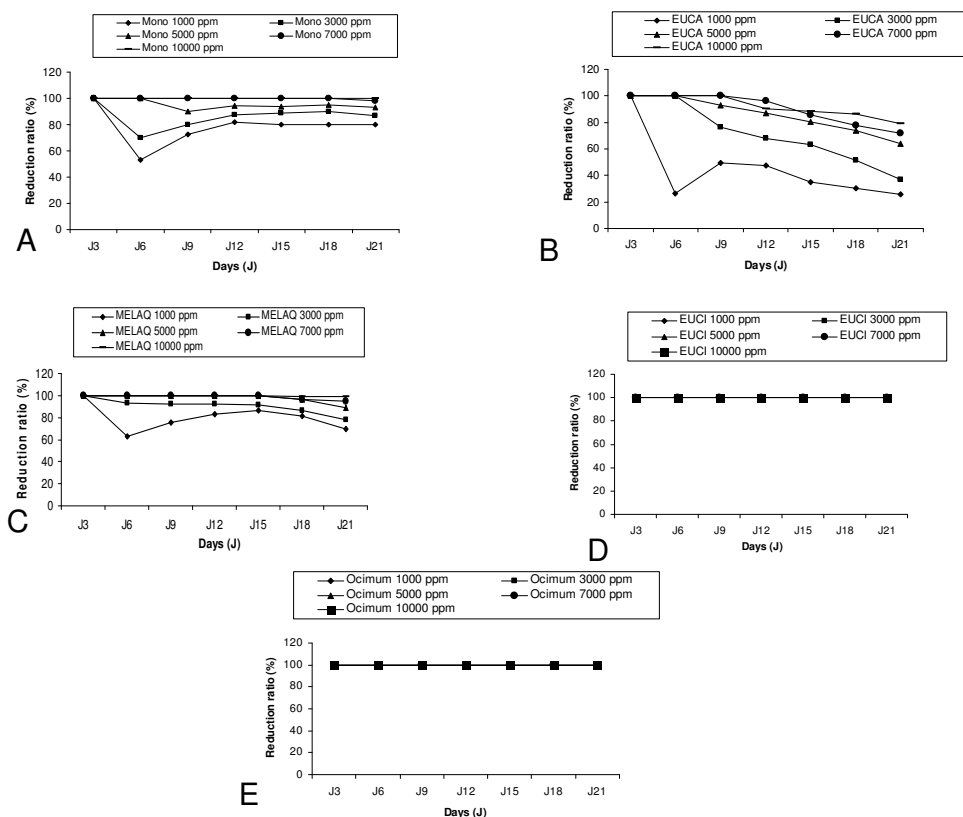 Mono 1000 ppm Mono 3000 ppm
Mono 5000 ppm Mono 7000 ppm
Mono 10000 ppm
Reduction ratio (%)
120
100
80
60
40
20
0
J3 J6 J9 J12 J15 J18 J21
Days (J)
A
EUCA 1000 ppm EUCA 3000 ppm
EUCA 5000 ppm EUCA 7000 ppm
EUCA 10000 ppm
Reduction ratio (%)
120
100
80
60
40
20
0
J3 J6 J9 J12 J15 J18 J21
Days (J)
B
MELAQ 1000 ppm MELAQ 3000 ppm
MELAQ 5000 ppm MELAQ 7000 ppm
MELAQ 10000 ppm
Reduction ratio (%)
120
100
80
60
40
20
0
J3 J6 J9 J12 J15 J18 J21
Days (J)
C
EUCI 1000 ppm EUCI 3000 ppm
EUCI 5000 ppm EUCI 7000 ppm
EUCI 10000 ppm
Reduction ratio (%)
120
100
80
60
40
20
0
J3 J6 J9 J12 J15 J18 J21
Days (J)
D
Ocimum 1000 ppm Ocimum 3000 ppm
Ocimum 5000 ppm Ocimum 7000 ppm
Ocimum 10000 ppm
Reduction ratio (%)
120
100
80
60
40
20
0
J3 J6 J9 J12 J15 J18 J21
Days (J)
E